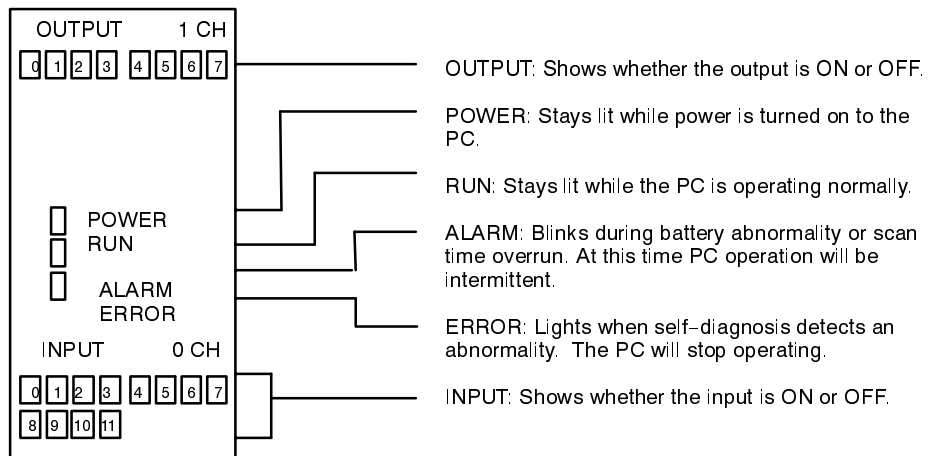 OUTPUT 1 CH
0 1 2 3 4 5 6 7
OUTPUT: Shows whether the output is ON or OFF.
POWER: Stays lit while power is turned on to the
PC.
RUN: Stays lit while the PC is operating normally.
POWER
RUN
ALARM: Blinks during battery abnormality or scan
time overrun. At this time PC operation will be
intermittent.
ALARM
ERROR
ERROR: Lights when self-diagnosis detects an
abnormality. The PC will stop operating.
INPUT 0 CH
0 1 2 3 4 5 6 7
8 9 10 11
INPUT: Shows whether the input is ON or OFF.